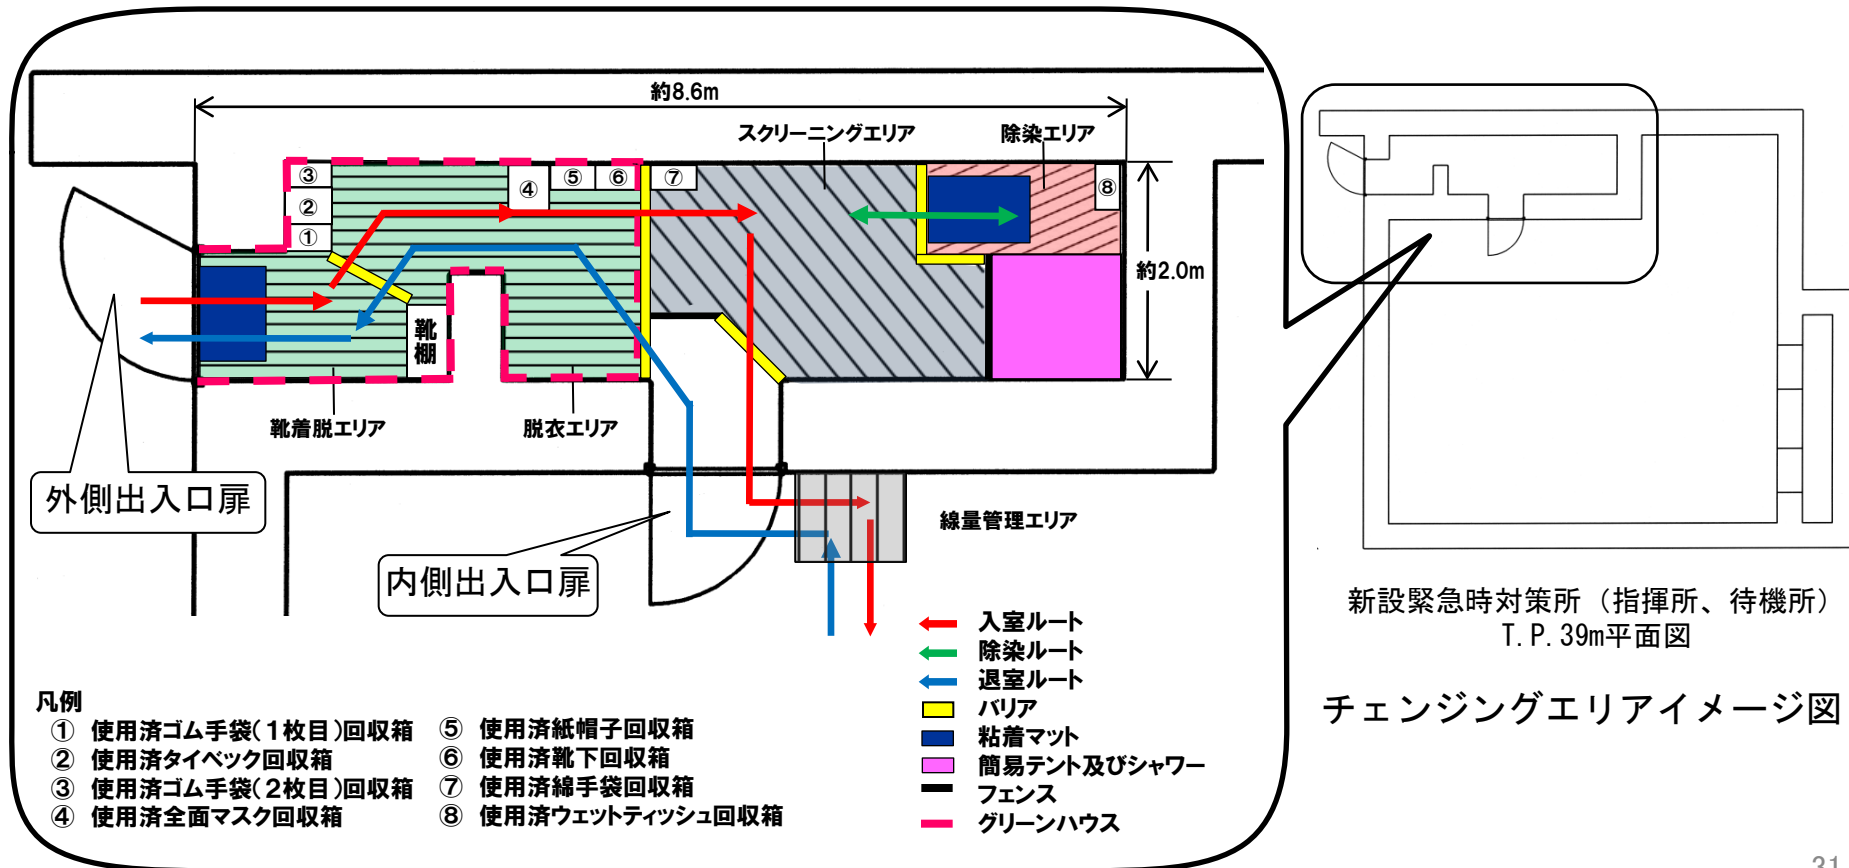 約8.6m
スクリーニングエリア
除染エリア
③
②
①
④
⑤
⑥
⑦
⑧
約2.0m
靴
棚
靴着脱エリア
脱衣エリア
外側出入口扉
内側出入口扉
線量管理エリア
入室ルート
除染ルート
退室ルート
バリア
粘着マット
簡易テント及びシャワー
フェンス
グリーンハウス
凡例
① 使用済ゴム手袋(1枚目)回収箱
② 使用済タイベック回収箱
③ 使用済ゴム手袋(2枚目)回収箱
④ 使用済全面マスク回収箱
⑤ 使用済紙帽子回収箱
⑥ 使用済靴下回収箱
⑦ 使用済綿手袋回収箱
⑧ 使用済ウェットティッシュ回収箱
新設緊急時対策所（指揮所、待機所）
T.P.39m平面図
チェンジングエリアイメージ図
31